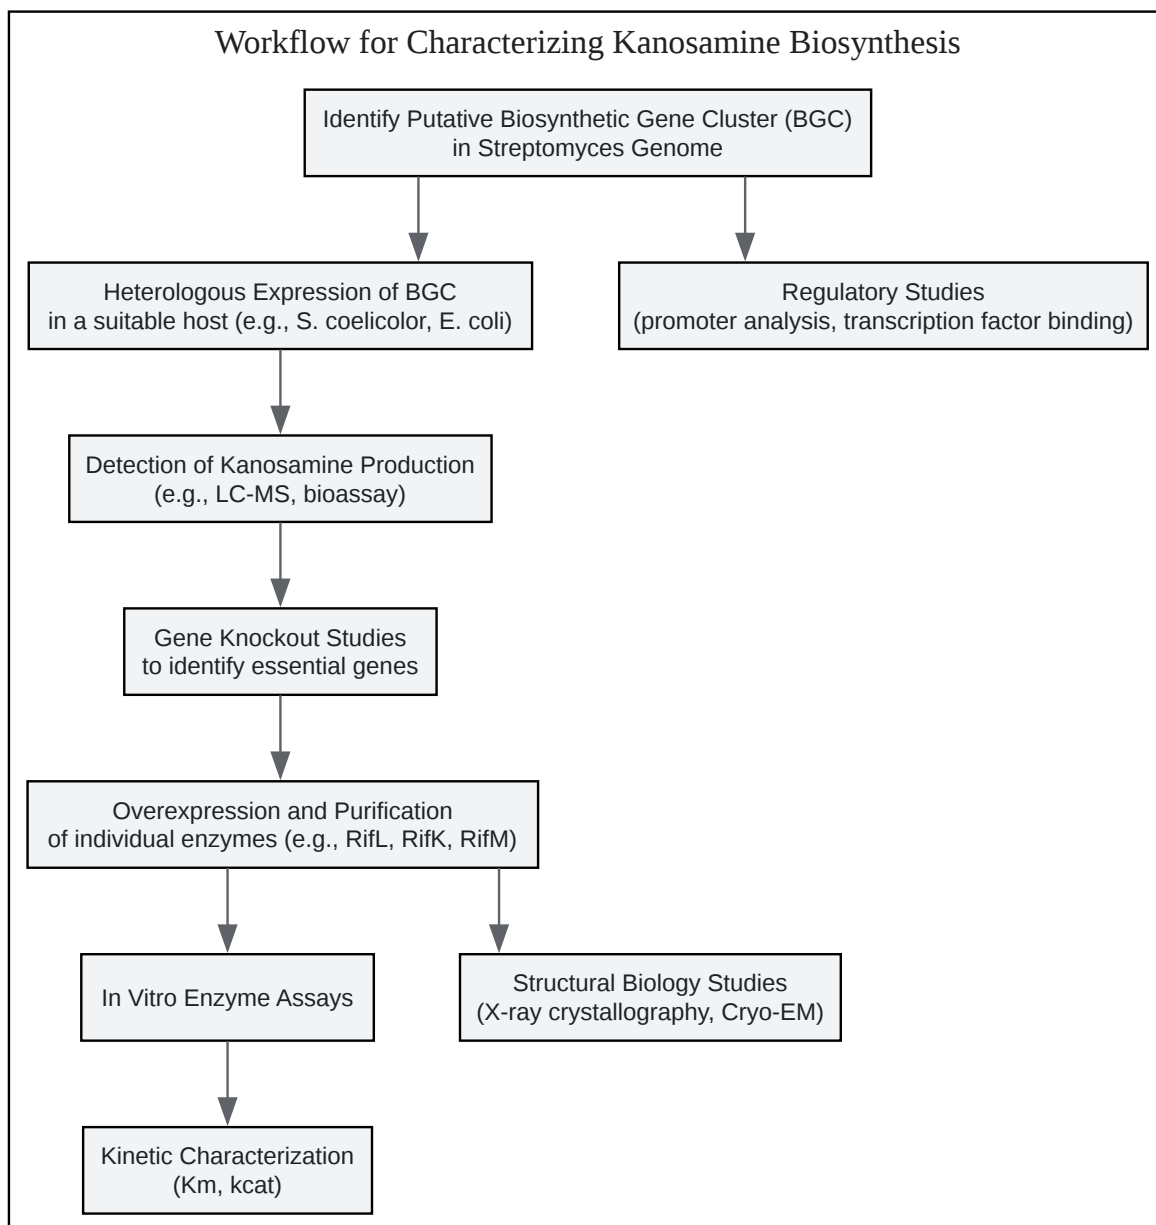 Workflow for Characterizing Kanosamine Biosynthesis
Identify Putative Biosynthetic Gene Cluster (BGC)
in Streptomyces Genome
Heterologous Expression of BGC
in a suitable host (e.g., S. coelicolor, E. coli)
Regulatory Studies
(promoter analysis, transcription factor binding)
Detection of Kanosamine Production
(e.g., LC-MS, bioassay)
Gene Knockout Studies
to identify essential genes
Overexpression and Purification
of individual enzymes (e.g., RifL, RifK, RifM)
In Vitro Enzyme Assays
Structural Biology Studies
(X-ray crystallography, Cryo-EM)
Kinetic Characterization
(Km, kcat)